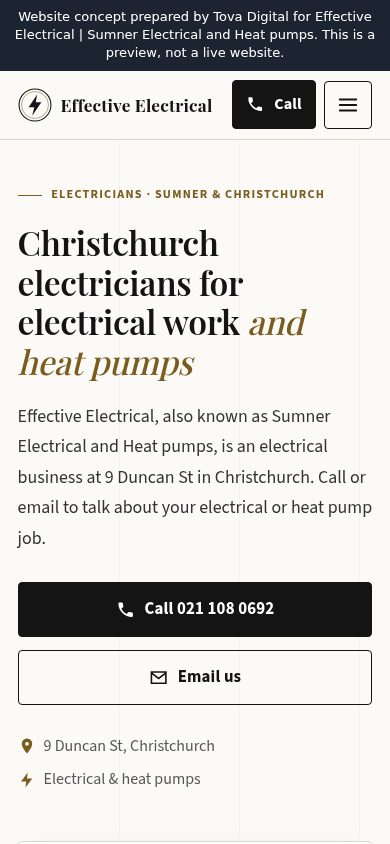 Website concept prepared by Tova Digital for Effective
Electrical | Sumner Electrical and Heat pumps. This is a
preview, not a live website.
Effective Electrical
Call
ELECTRICIANS · SUMNER & CHRISTCHURCH
Christchurch
electricians for
electrical work and
heat pumps
Effective Electrical, also known as Sumner
Electrical and Heat pumps, is an electrical
business at 9 Duncan St in Christchurch. Call or
email to talk about your electrical or heat pump
job.
Call 021 108 0692
Email us
9 Duncan St, Christchurch
Electrical & heat pumps